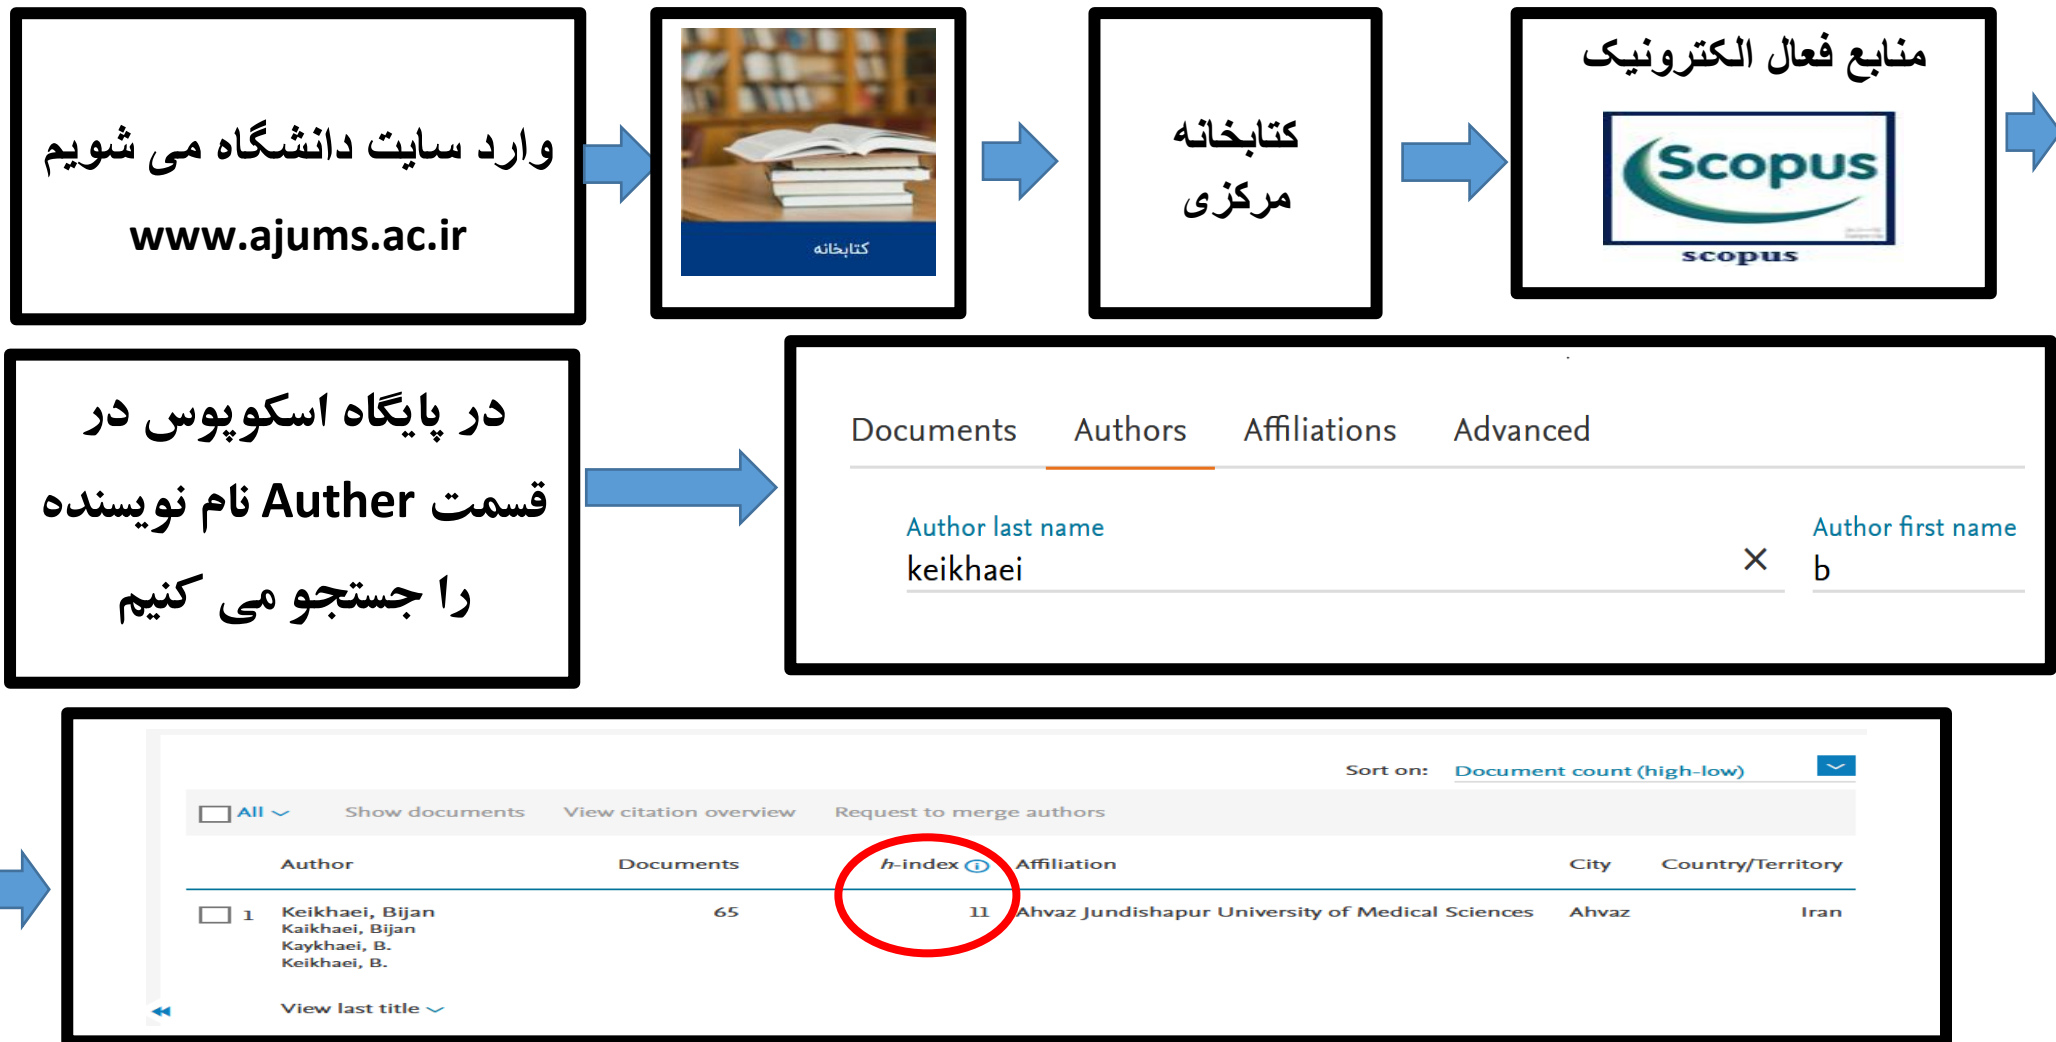 وارد سایت دانشگاه می شویم
www.ajums.ac.ir
کتابخانه
کتابخانه
مرکزی
منابع فعال الکترونیک
Scopus
scopus
در پایگاه اسکوپوس در
قسمت Auther نام نویسنده
را جستجو می کنیم
Documents Authors Affiliations Advanced
Author last name Author first name
keikhaei b
Sort on: Document count (high-low)
All Show documents View citation overview Request to merge authors
Author Documents h-index Affiliation City Country/Territory
1 Keikhaei, Bijan 65 11 Ahvaz Jundishapur University of Medical Sciences Ahvaz Iran
Kaikhaei, Bijan
Kaykhaei, B.
Keikhaei, B.
View last title